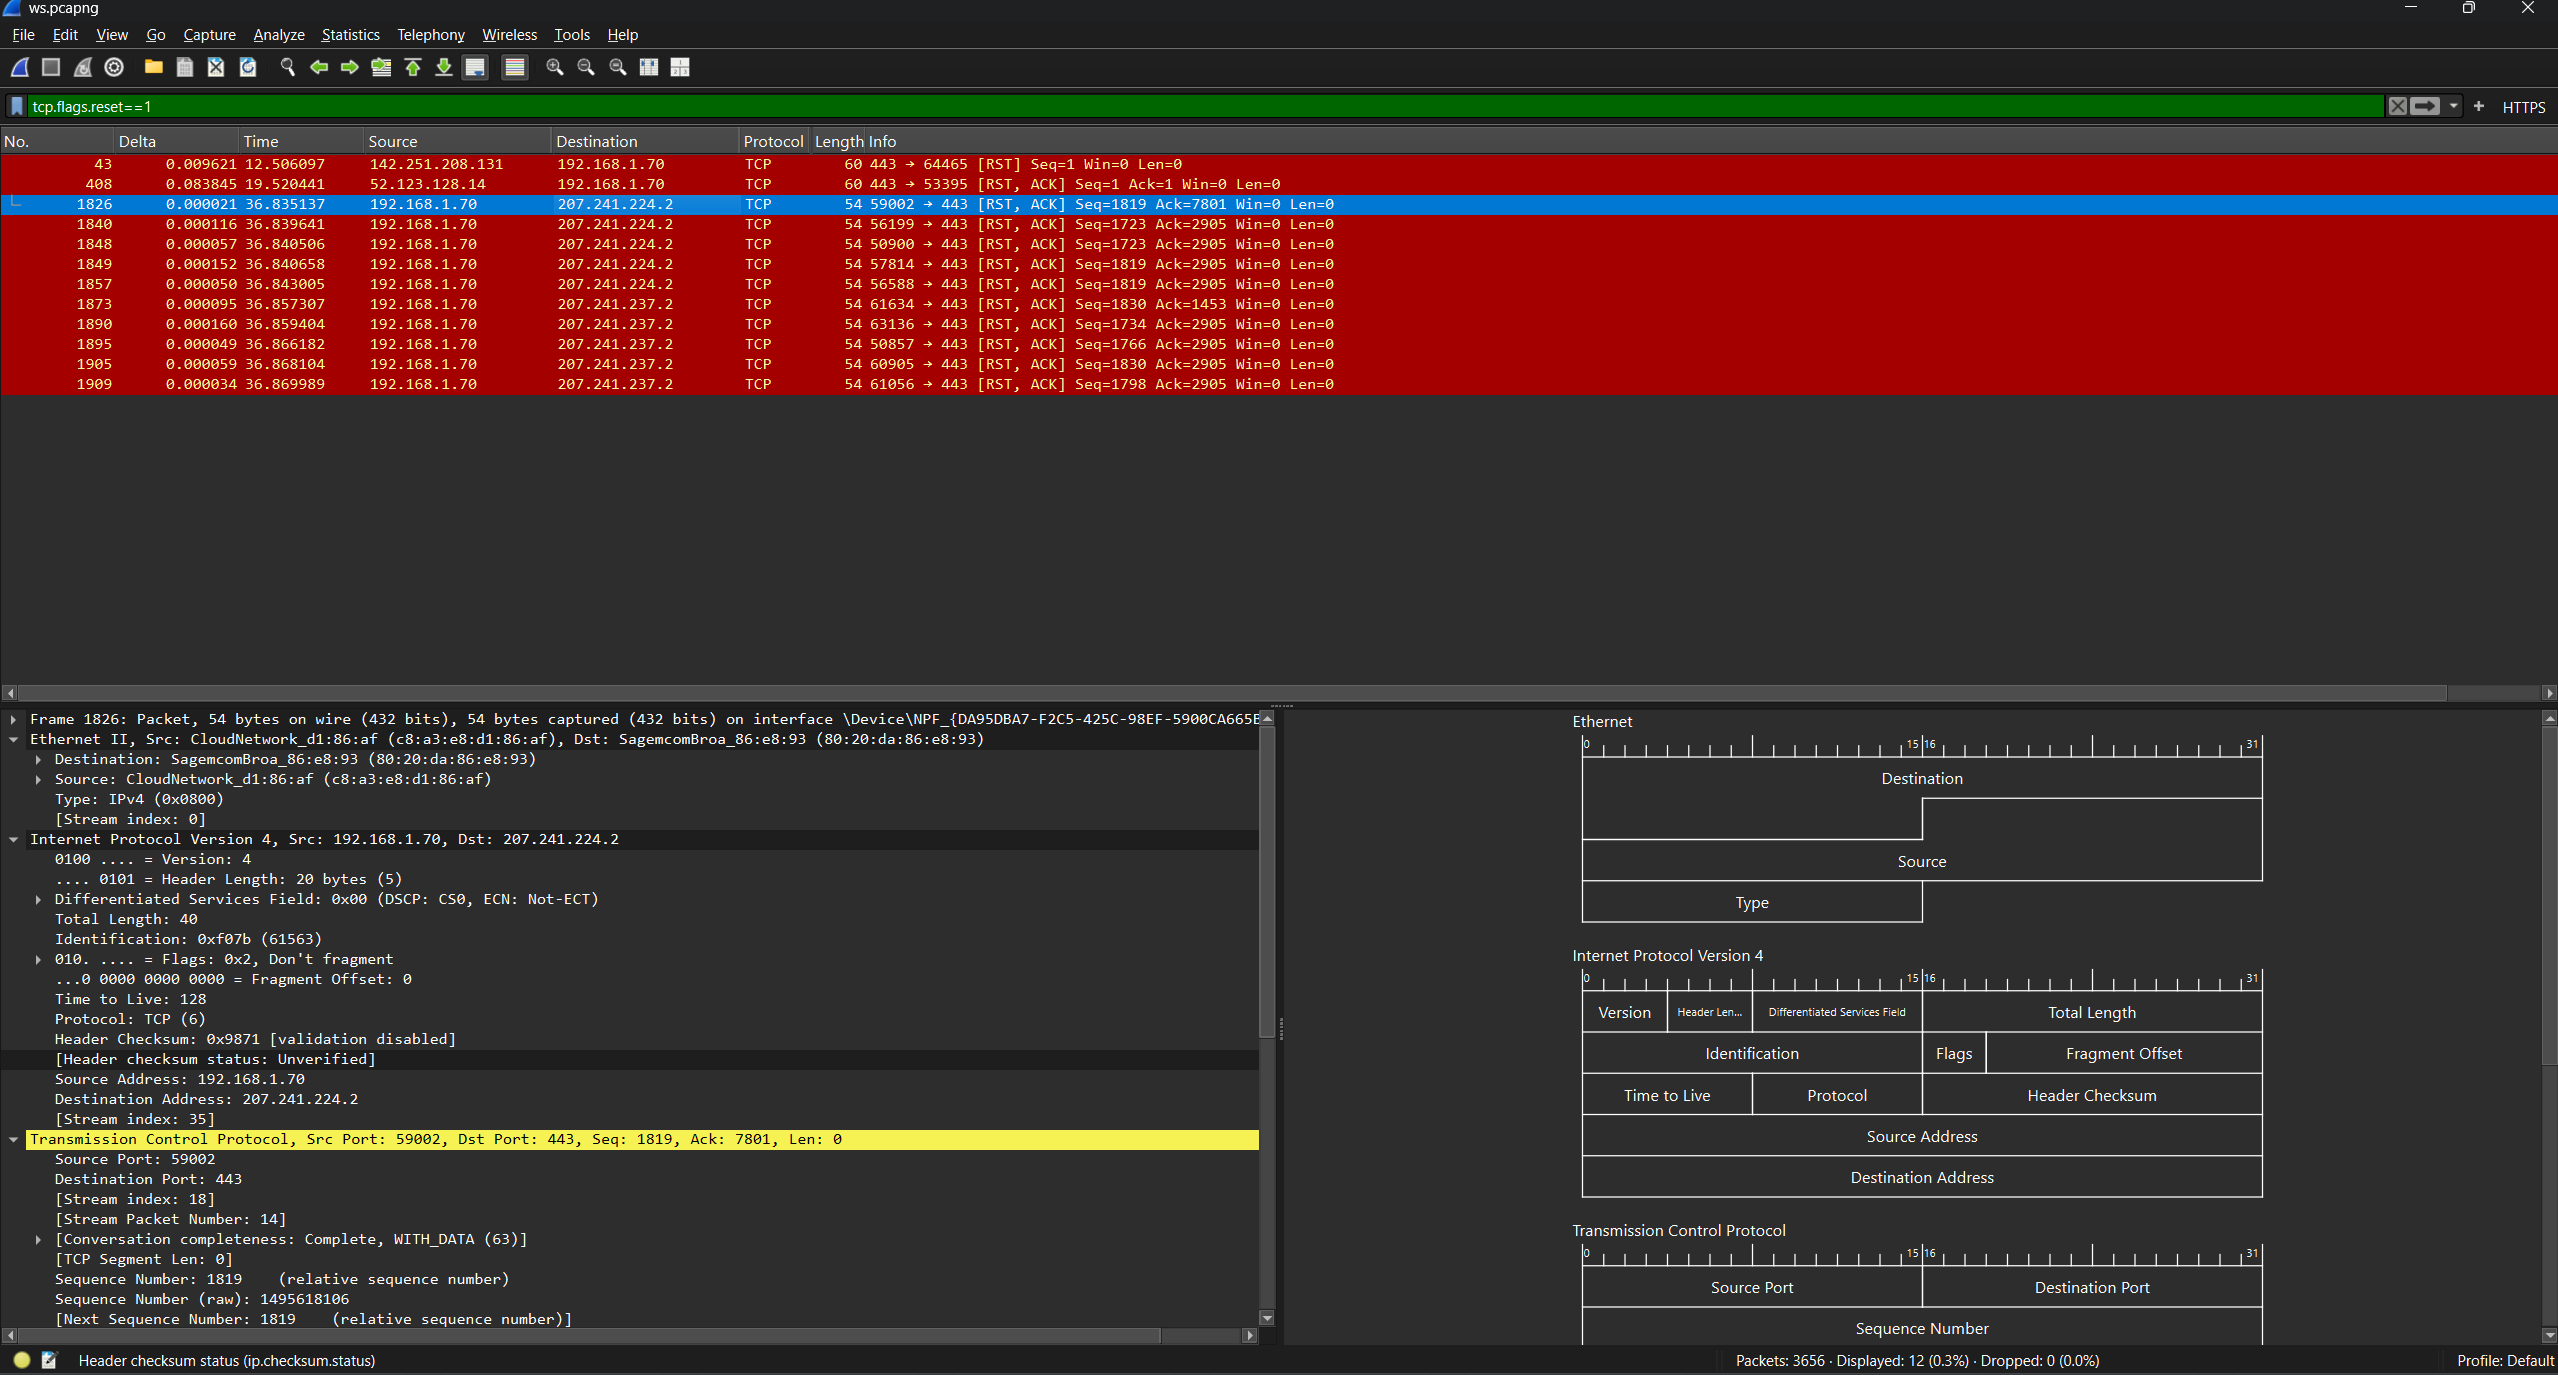 ws.pcapng
File Edit View Go Capture Analyze Statistics Telephony Wireless Tools Help
tcp.flags.reset==1 HTTPS
No. Delta Time Source Destination Protocol Length Info
43 0.009621 12.506097 142.251.208.131 192.168.1.70 TCP 60 443 → 64465 [RST] Seq=1 Win=0 Len=0
408 0.083845 19.520441 52.123.128.14 192.168.1.70 TCP 60 443 → 53395 [RST, ACK] Seq=1 Ack=1 Win=0 Len=0
1826 0.000021 36.835137 192.168.1.70 207.241.224.2 TCP 54 59002 → 443 [RST, ACK] Seq=1819 Ack=7801 Win=0 Len=0
1840 0.000116 36.839641 192.168.1.70 207.241.224.2 TCP 54 56199 → 443 [RST, ACK] Seq=1723 Ack=2905 Win=0 Len=0
1848 0.000057 36.840506 192.168.1.70 207.241.224.2 TCP 54 50900 → 443 [RST, ACK] Seq=1723 Ack=2905 Win=0 Len=0
1849 0.000152 36.840658 192.168.1.70 207.241.224.2 TCP 54 57814 → 443 [RST, ACK] Seq=1819 Ack=2905 Win=0 Len=0
1857 0.000050 36.843005 192.168.1.70 207.241.224.2 TCP 54 56588 → 443 [RST, ACK] Seq=1819 Ack=2905 Win=0 Len=0
1873 0.000095 36.857307 192.168.1.70 207.241.237.2 TCP 54 61634 → 443 [RST, ACK] Seq=1830 Ack=1453 Win=0 Len=0
1890 0.000160 36.859404 192.168.1.70 207.241.237.2 TCP 54 63136 → 443 [RST, ACK] Seq=1734 Ack=2905 Win=0 Len=0
1895 0.000049 36.866182 192.168.1.70 207.241.237.2 TCP 54 50857 → 443 [RST, ACK] Seq=1766 Ack=2905 Win=0 Len=0
1905 0.000059 36.868104 192.168.1.70 207.241.237.2 TCP 54 60905 → 443 [RST, ACK] Seq=1830 Ack=2905 Win=0 Len=0
1909 0.000034 36.869989 192.168.1.70 207.241.237.2 TCP 54 61056 → 443 [RST, ACK] Seq=1798 Ack=2905 Win=0 Len=0
Frame 1826: Packet, 54 bytes on wire (432 bits), 54 bytes captured (432 bits) on interface \Device\NPF_{DA95DBA7-F2C5-425C-98EF-5900CA665E
Ethernet II, Src: CloudNetwork_d1:86:af (c8:a3:e8:d1:86:af), Dst: SagemcomBroa_86:e8:93 (80:20:da:86:e8:93)
Destination: SagemcomBroa_86:e8:93 (80:20:da:86:e8:93)
Source: CloudNetwork_d1:86:af (c8:a3:e8:d1:86:af)
Type: IPv4 (0x0800)
[Stream index: 0]
Internet Protocol Version 4, Src: 192.168.1.70, Dst: 207.241.224.2
0100 .... = Version: 4
.... 0101 = Header Length: 20 bytes (5)
Differentiated Services Field: 0x00 (DSCP: CS0, ECN: Not-ECT)
Total Length: 40
Identification: 0xf07b (61563)
010. .... = Flags: 0x2, Don't fragment
...0 0000 0000 0000 = Fragment Offset: 0
Time to Live: 128
Protocol: TCP (6)
Header Checksum: 0x9871 [validation disabled]
[Header checksum status: Unverified]
Source Address: 192.168.1.70
Destination Address: 207.241.224.2
[Stream index: 35]
Transmission Control Protocol, Src Port: 59002, Dst Port: 443, Seq: 1819, Ack: 7801, Len: 0
Source Port: 59002
Destination Port: 443
[Stream index: 18]
[Stream Packet Number: 14]
[Conversation completeness: Complete, WITH_DATA (63)]
[TCP Segment Len: 0]
Sequence Number: 1819 (relative sequence number)
Sequence Number (raw): 1495618106
[Next Sequence Number: 1819 (relative sequence number)]
Ethernet
0 15 16 31
Destination
Source
Type
Internet Protocol Version 4
0 15 16 31
Version Header Len... Differentiated Services Field Total Length
Identification Flags Fragment Offset
Time to Live Protocol Header Checksum
Source Address
Destination Address
Transmission Control Protocol
0 15 16 31
Source Port Destination Port
Sequence Number
Header checksum status (ip.checksum.status) Packets: 3656 · Displayed: 12 (0.3%) · Dropped: 0 (0.0%) Profile: Default